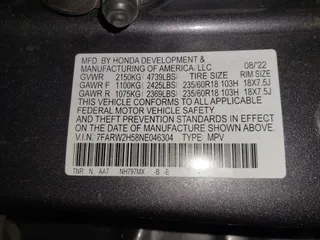 MFD. BY HONDA DEVELOPMENT &
MANUFACTURING OF AMERICA, LLC 08/'22
GVWR 2150KG 4739LBS TIRE SIZE RIM SIZE
GAWR F 1100KG 2425LBS 235/60R18 103H 18X7.5J
GAWR R 1075KG 2369LBS 235/60R18 103H 18X7.5J
THIS VEHICLE CONFORMS TO ALL APPLICABLE
FEDERAL MOTOR VEHICLE SAFETY
AND THEFT PREVENTION STANDARDS IN EFFECT ON
THE DATE OF MANUFACTURE SHOWN ABOVE.
V.I.N. 7FARW2H58NE046304 TYPE MPV
TNR N AA7 NH797MX -B -E